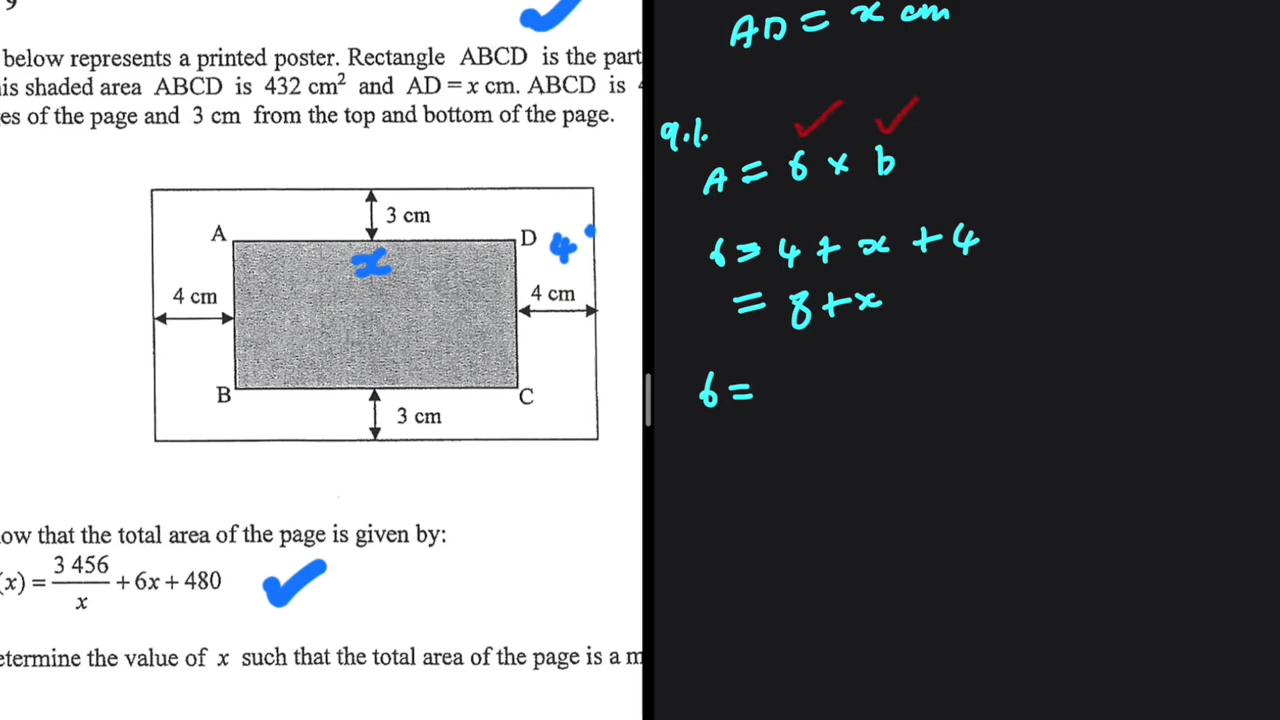 9
below represents a printed poster. Rectangle ABCD is the part
is shaded area ABCD is 432 cm² and AD = x cm. ABCD is 4
es of the page and 3 cm from the top and bottom of the page.
3 cm
A
D
4
x
4 cm
4 cm
B
C
3 cm
ow that the total area of the page is given by:
(x) = 3 456 / x + 6x + 480
etermine the value of x such that the total area of the page is a m
AD = x cm
9.1.
A = b × b
b = 4 + x + 4
= 8 + x
b =